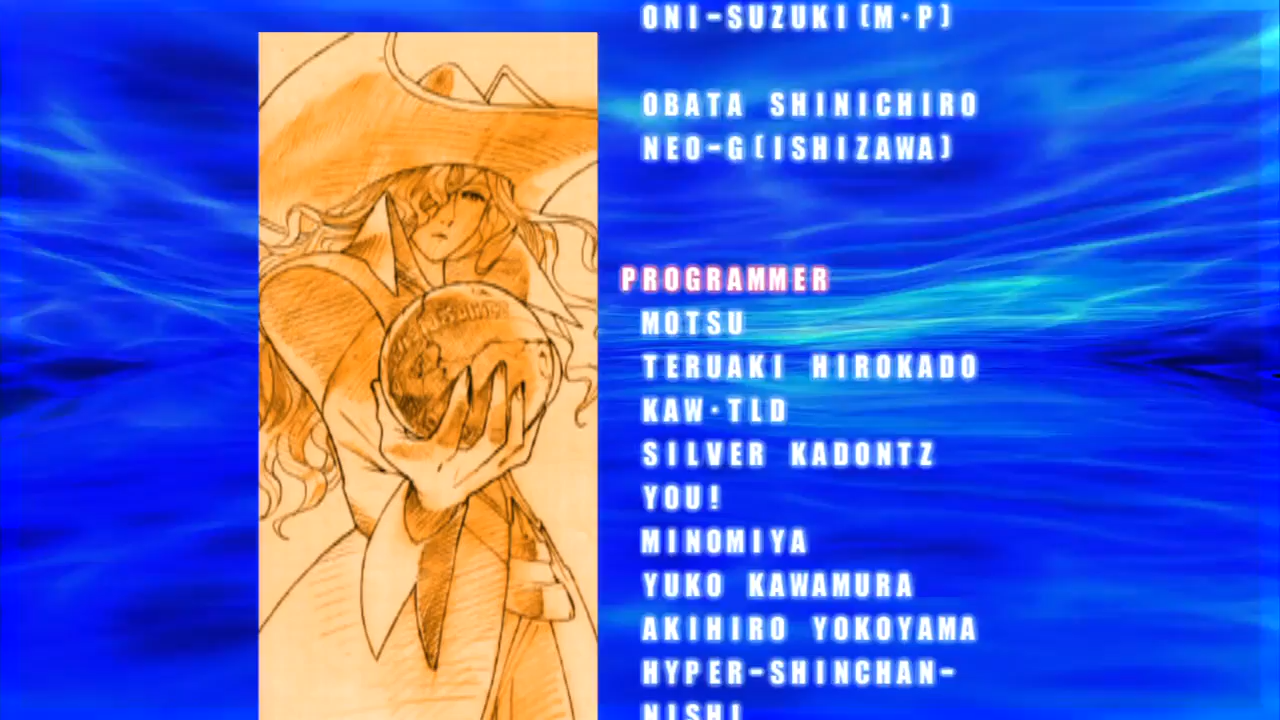 ONI-SUZUKI(M·P)
OBATA SHINICHIRO
NEO-G(ISHIZAWA)
PROGRAMMER
MOTSU
TERUAKI HIROKADO
KAW·TLD
SILVER KADONTZ
YOU!
MINOMIYA
YUKO KAWAMURA
AKIHIRO YOKOYAMA
HYPER-SHINCHAN-
NISHI